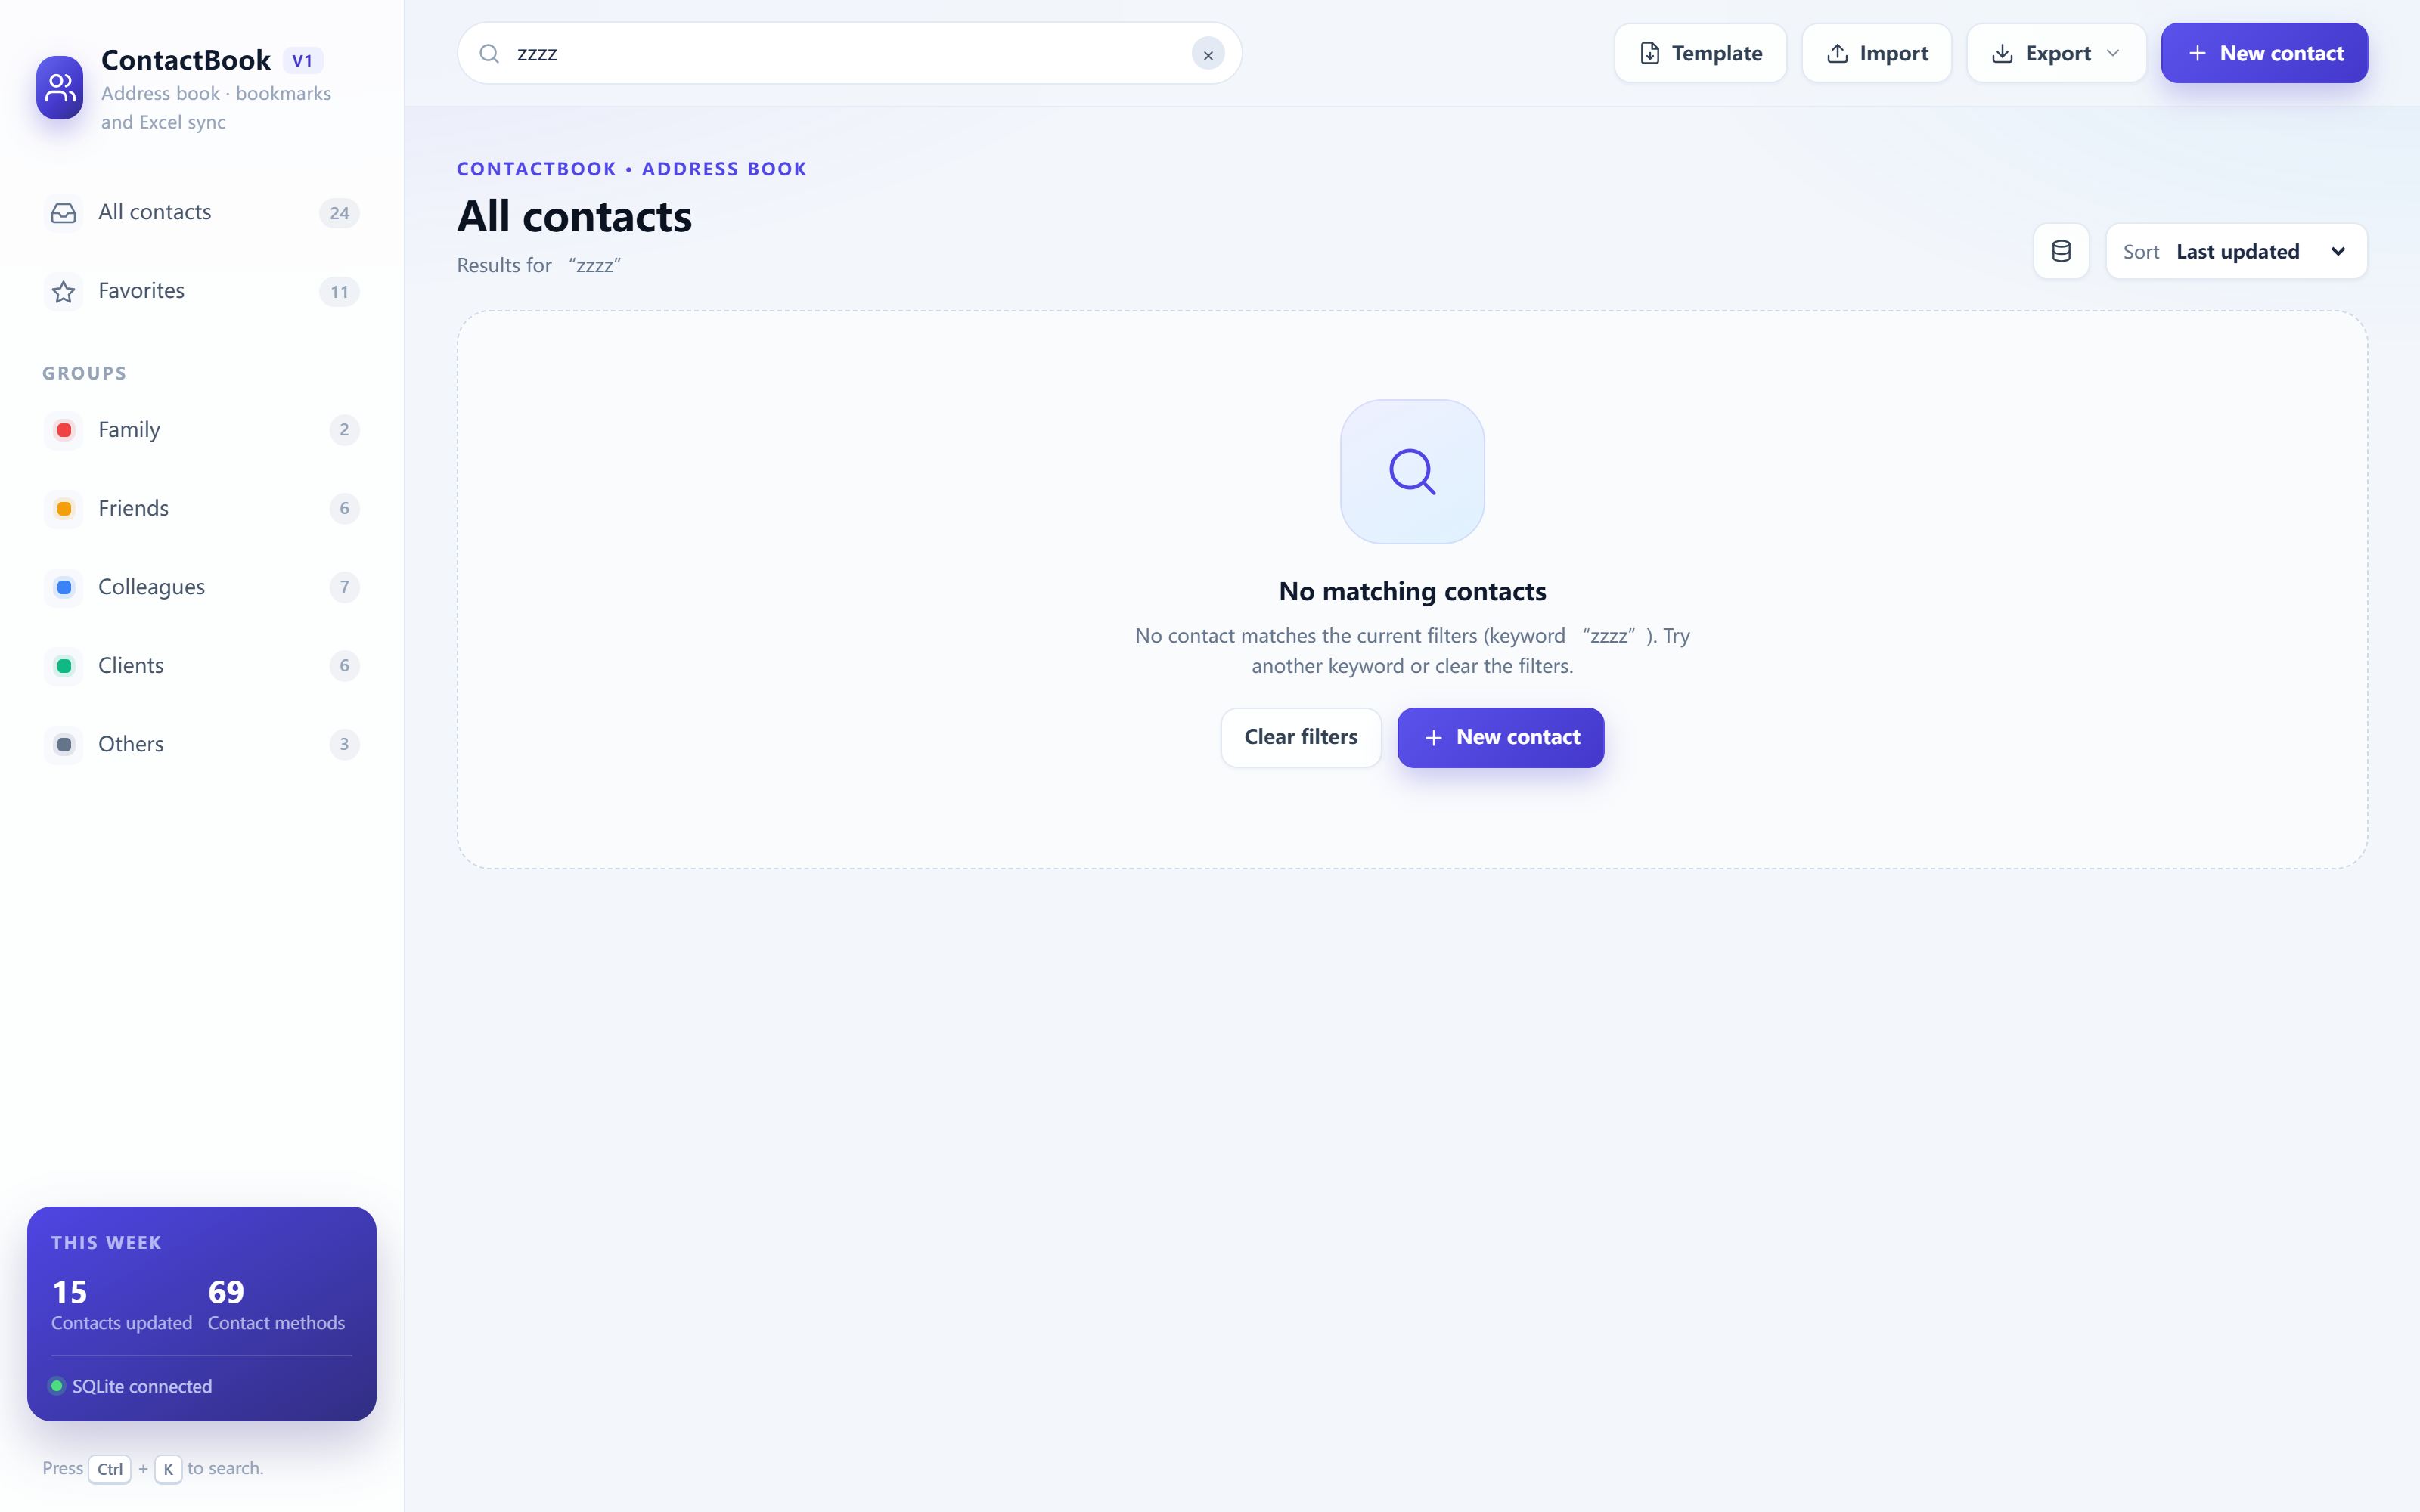 ContactBook V1
Address book · bookmarks
and Excel sync
All contacts 24
Favorites 11
GROUPS
Family 2
Friends 6
Colleagues 7
Clients 6
Others 3
THIS WEEK
15 69
Contacts updated Contact methods
SQLite connected
Press Ctrl + K to search.
zzzz
Template Import Export New contact
CONTACTBOOK • ADDRESS BOOK
All contacts
Results for “zzzz”
Sort Last updated
No matching contacts
No contact matches the current filters (keyword “zzzz” ). Try
another keyword or clear the filters.
Clear filters New contact